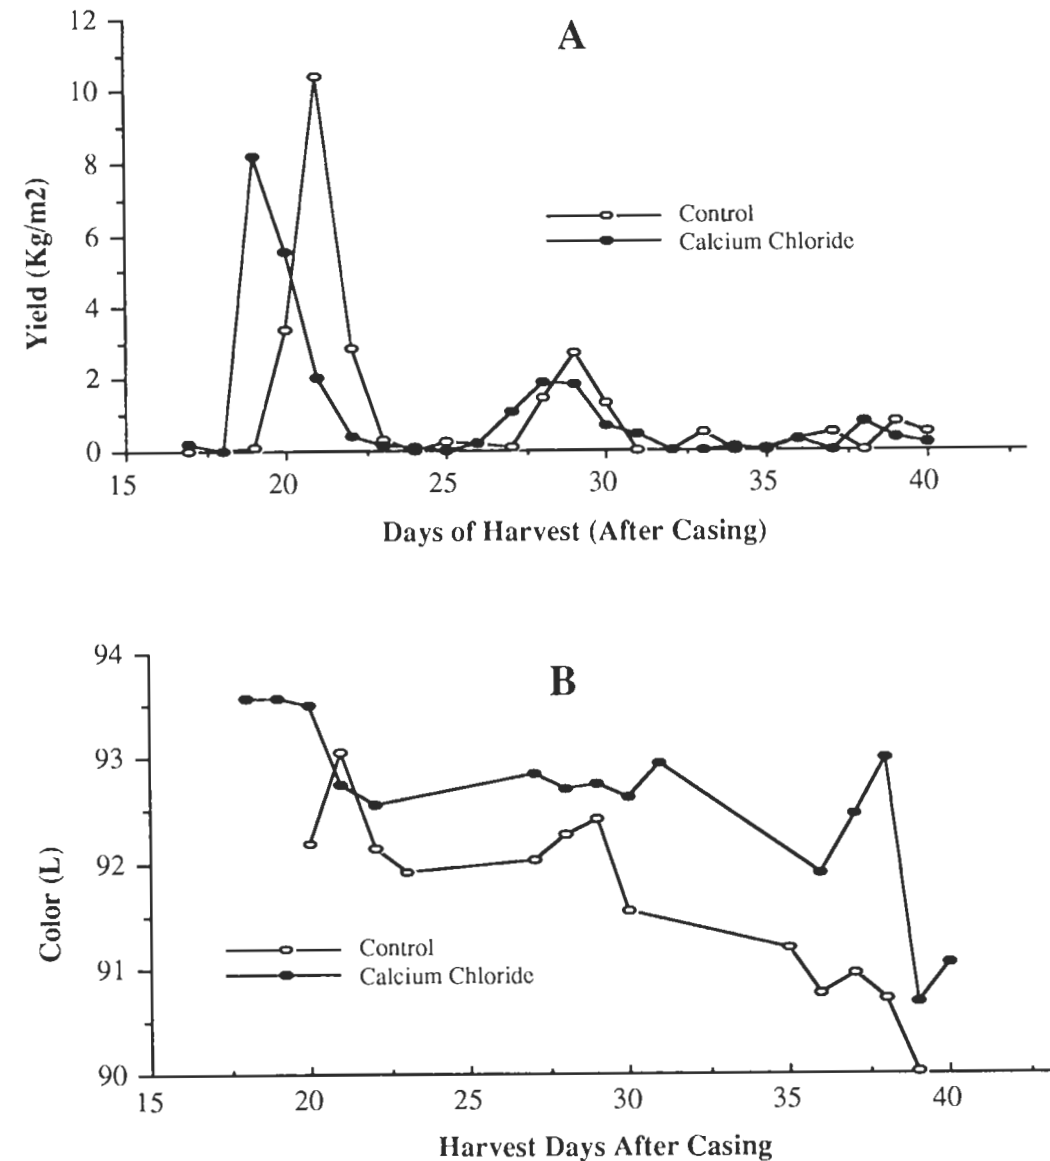 A
12
10
8
6
4
2
0
Yield (Kg/m2)
Control
Calcium Chloride
15 20 25 30 35 40
Days of Harvest (After Casing)
B
94
93
92
91
90
Color (L)
Control
Calcium Chloride
15 20 25 30 35 40
Harvest Days After Casing